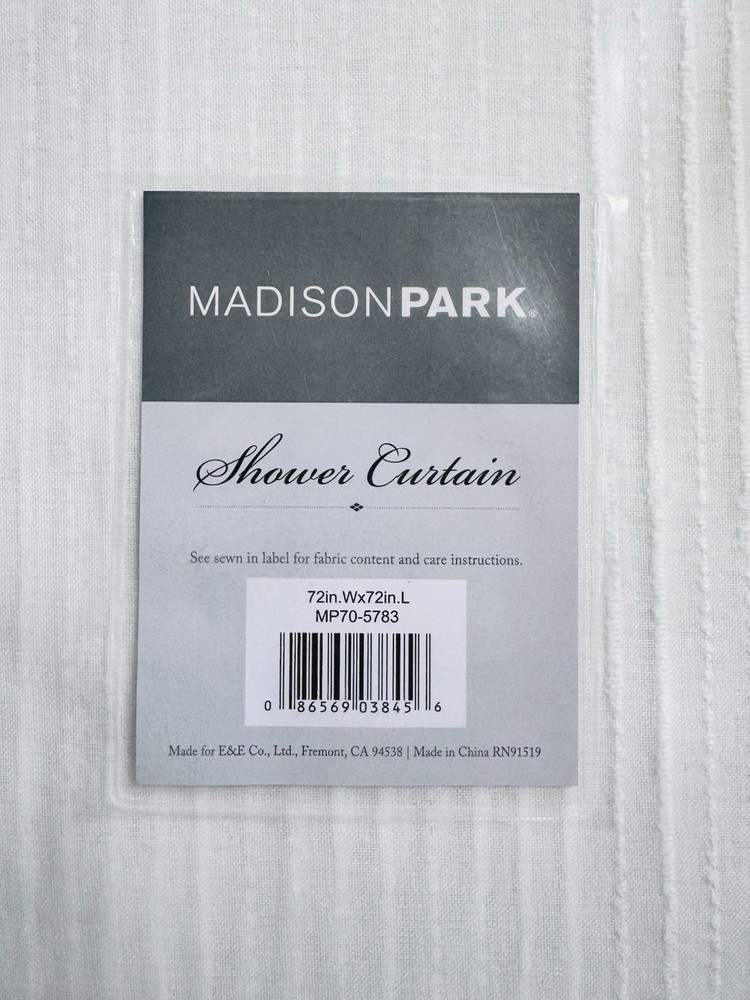 MADISONPARK®
Shower Curtain
See sewn in label for fabric content and care instructions.
72in.Wx72in.L
MP70-5783
0 86569 03845 6
Made for E&E Co., Ltd., Fremont, CA 94538 | Made in China RN91519